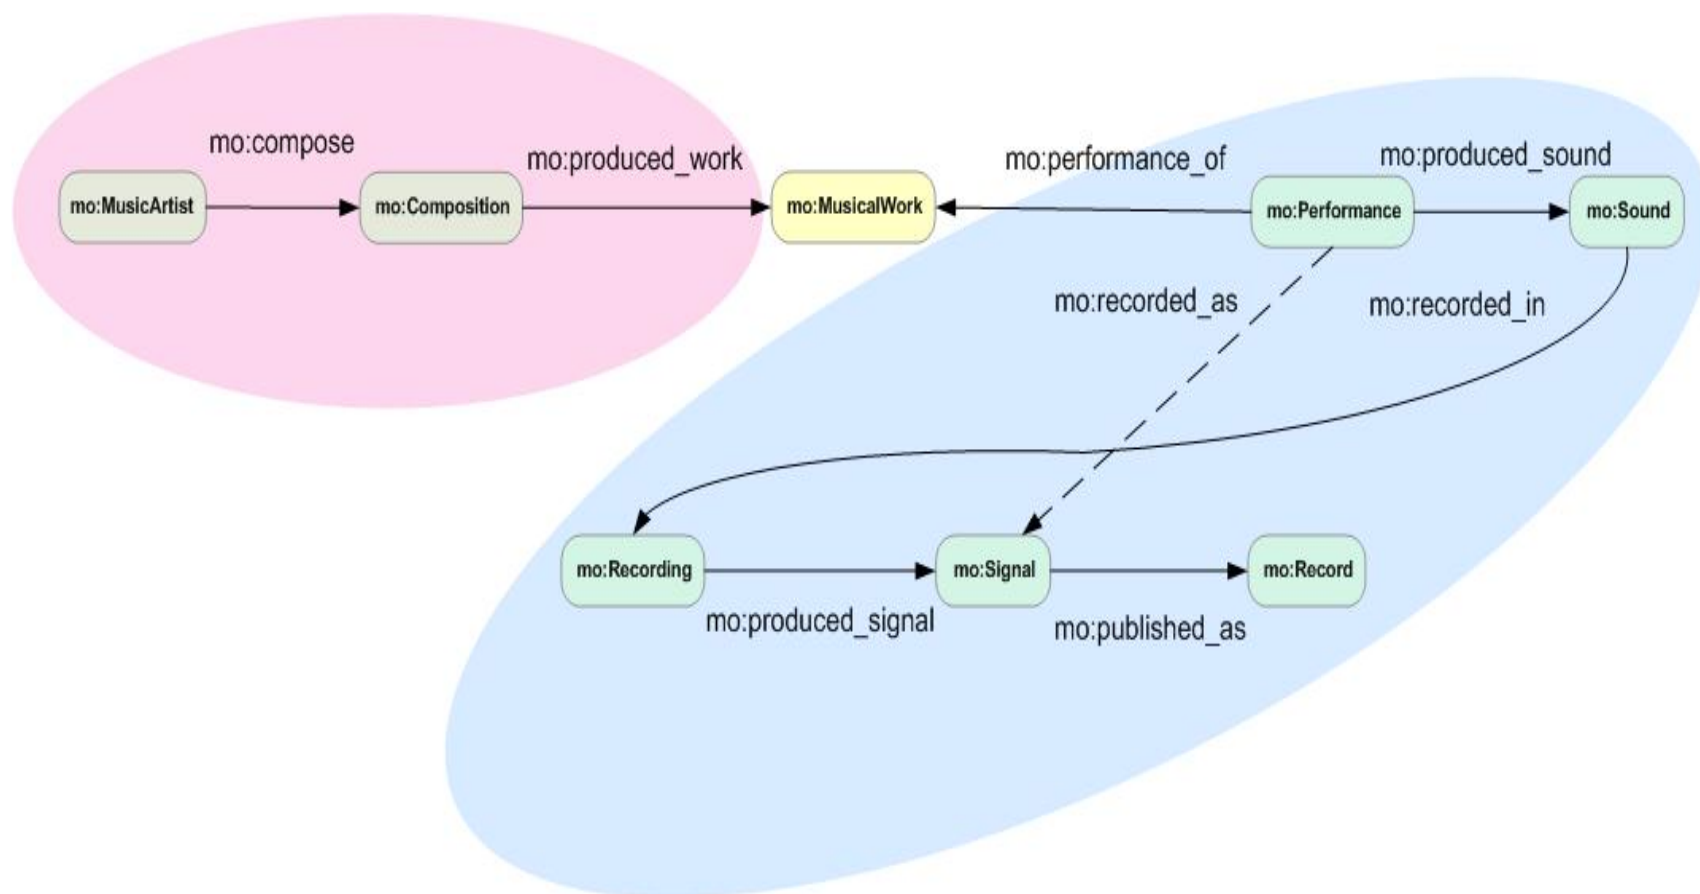 mo:compose
mo:produced_work
mo:performance_of
mo:produced_sound
mo:MusicArtist
mo:Composition
mo:MusicalWork
mo:Performance
mo:Sound
mo:recorded_as
mo:recorded_in
mo:Recording
mo:Signal
mo:Record
mo:produced_signal
mo:published_as